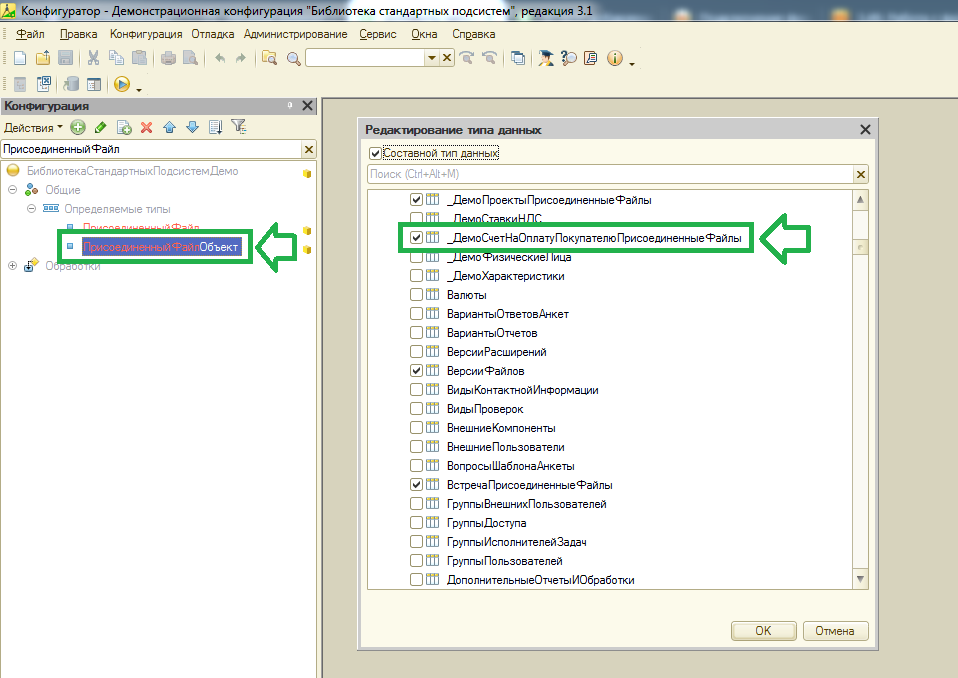 Конфигуратор - Демонстрационная конфигурация "Библиотека стандартных подсистем", редакция 3.1
Файл Правка Конфигурация Отладка Администрирование Сервис Окна Справка
Конфигурация
Действия
ПрисоединенныйФайл
БиблиотекаСтандартныхПодсистемДемо
Общие
Определяемые типы
ПрисоединенныйФайл
ПрисоединенныйФайлОбъект
Обработки
Редактирование типа данных
Составной тип данных
Поиск (Ctrl+Alt+M)
_ДемоПроектыПрисоединенныеФайлы
_ДемоСтавкиНДС
_ДемоСчетНаОплатуПокупателюПрисоединенныеФайлы
_ДемоФизическиеЛица
_ДемоХарактеристики
Валюты
ВариантыОтветовАнкет
ВариантыОтчетов
ВерсииРасширений
ВерсииФайлов
ВидыКонтактнойИнформации
ВидыПроверок
ВнешниеКомпоненты
ВнешниеПользователи
ВопросыШаблонаАнкеты
ВстречаПрисоединенныеФайлы
ГруппыВнешнихПользователей
ГруппыДоступа
ГруппыИсполнителейЗадач
ГруппыПользователей
ДополнительныеОтчетыИОбработки
OK Отмена